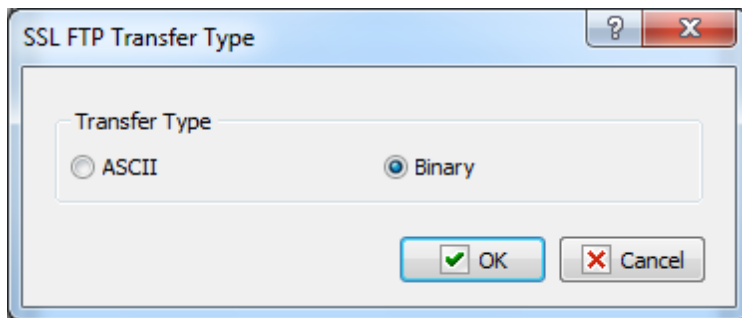 SSL FTP Transfer Type
?
Transfer Type
ASCII Binary
OK Cancel